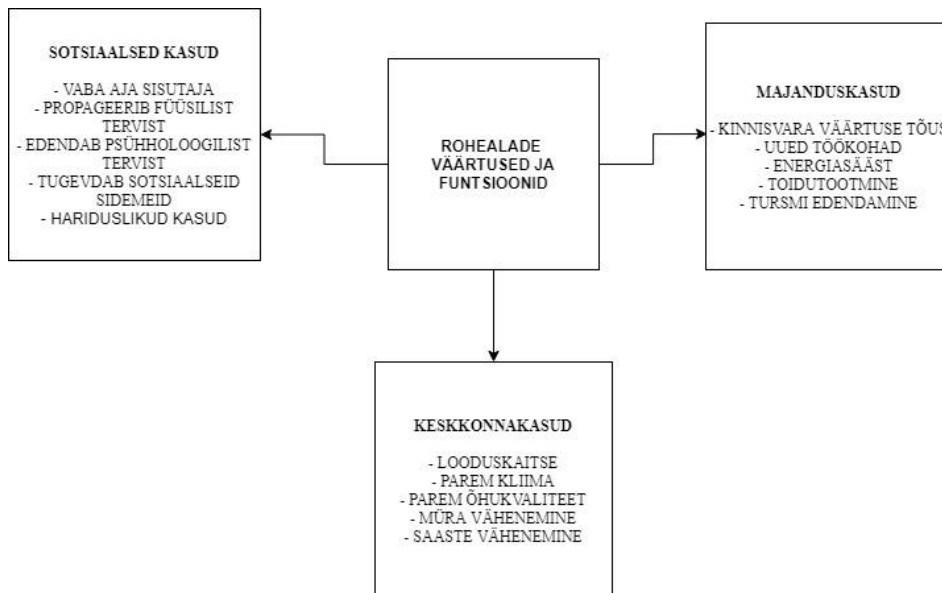 SOTSIAALSED KASUD
- VABA AJA SISUTAJA
- PROPAGEERIB FÜÜSILIST
TERVIST
- EDENDAB PSÜHHOLOOGILIST
TERVIST
- TUGEVDAB SOTSIAALSEID
SIDEMEID
- HARIDUSLIKUD KASUD
ROHEALADE
VÄÄRTUSED JA
FUNTSIOONID
MAJANDUSKASUD
- KINNISVARA VÄÄRTUSE TÕUS
- UUED TÖÖKOHAD
- ENERGIASÄÄST
- TOIDUTOOTMINE
- TURSMI EDENDAMINE
KESKKONNAKASUD
- LOODUSKAITSE
- PAREM KLIIMA
- PAREM ÕHUKVALITEET
- MÜRA VÄHENEMINE
- SAASTE VÄHENEMINE